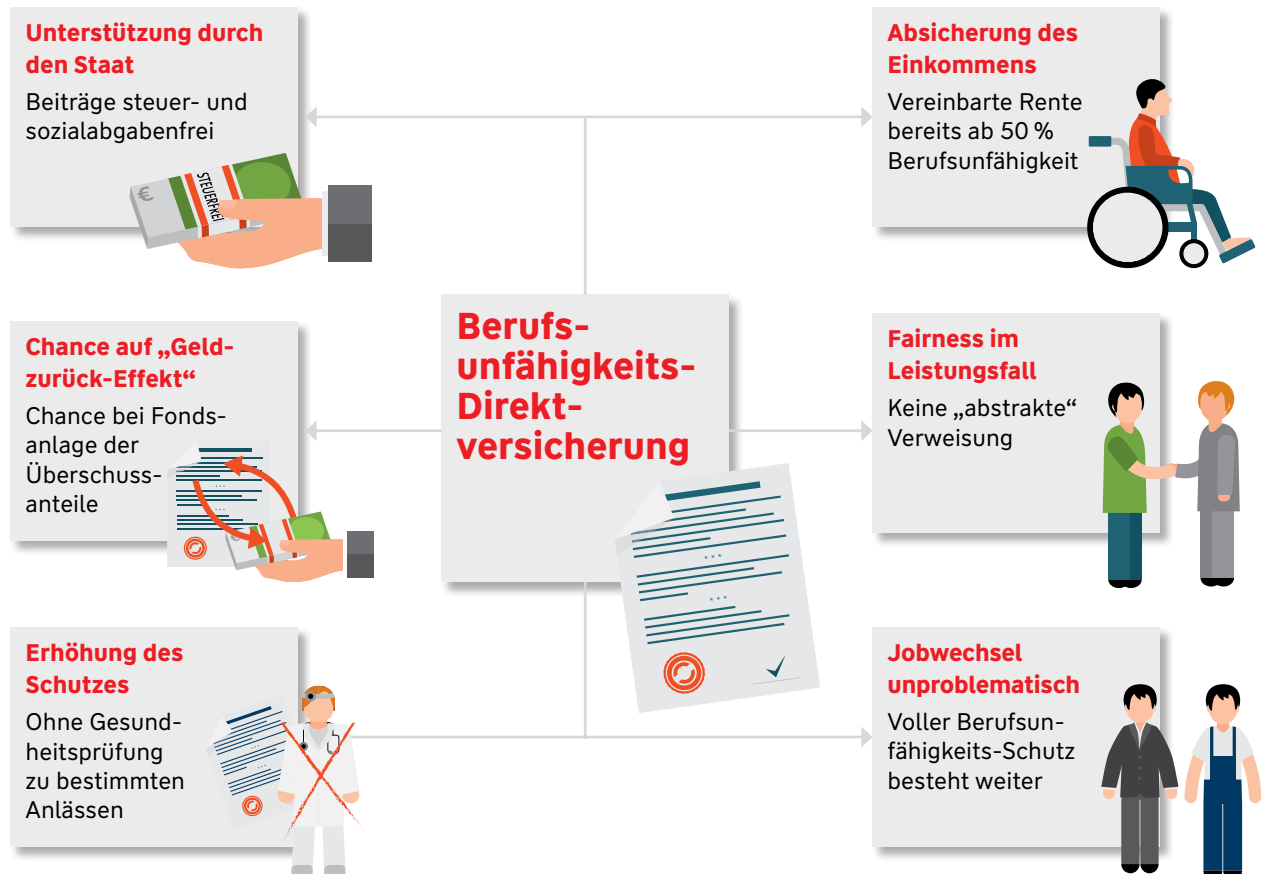 Unterstützung durch
den Staat
Beiträge steuer- und
sozialabgabenfrei
€
STEUERFREI
Absicherung des
Einkommens
Vereinbarte Rente
bereits ab 50 %
Berufsunfähigkeit
Chance auf „Geld-
zurück-Effekt“
Chance bei Fonds-
anlage der
Überschuss-
anteile
€
Berufs-
unfähigkeits-
Direkt-
versicherung
Fairness im
Leistungsfall
Keine „abstrakte“
Verweisung
Erhöhung des
Schutzes
Ohne Gesund-
heitsprüfung
zu bestimmten
Anlässen
Jobwechsel
unproblematisch
Voller Berufsun-
fähigkeits-Schutz
besteht weiter